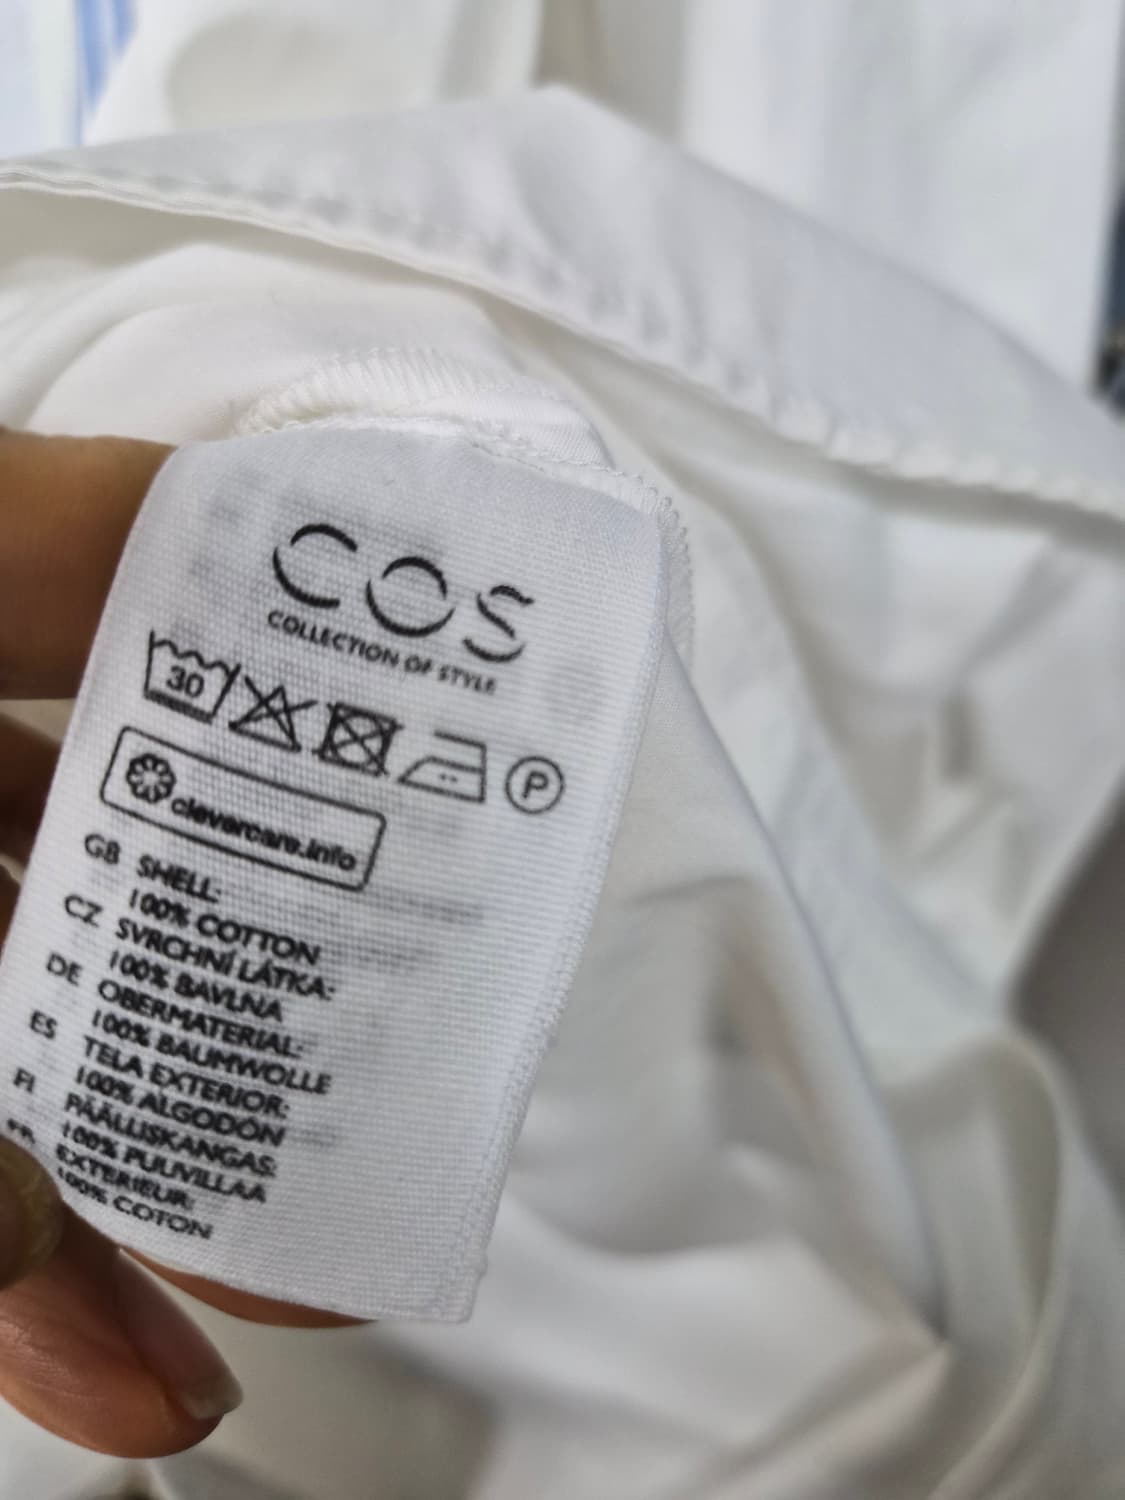 COS
COLLECTION OF STYLE
30
P
clevercare.info
GB SHELL:
100% COTTON
CZ SVRCHNÍ LÁTKA:
100% BAVLNA
DE OBERMATERIAL:
100% BAUMWOLLE
ES TELA EXTERIOR:
100% ALGODÓN
FI PÄÄLLISKANGAS:
100% PUUVILLAA
FR EXTERIEUR:
100% COTON